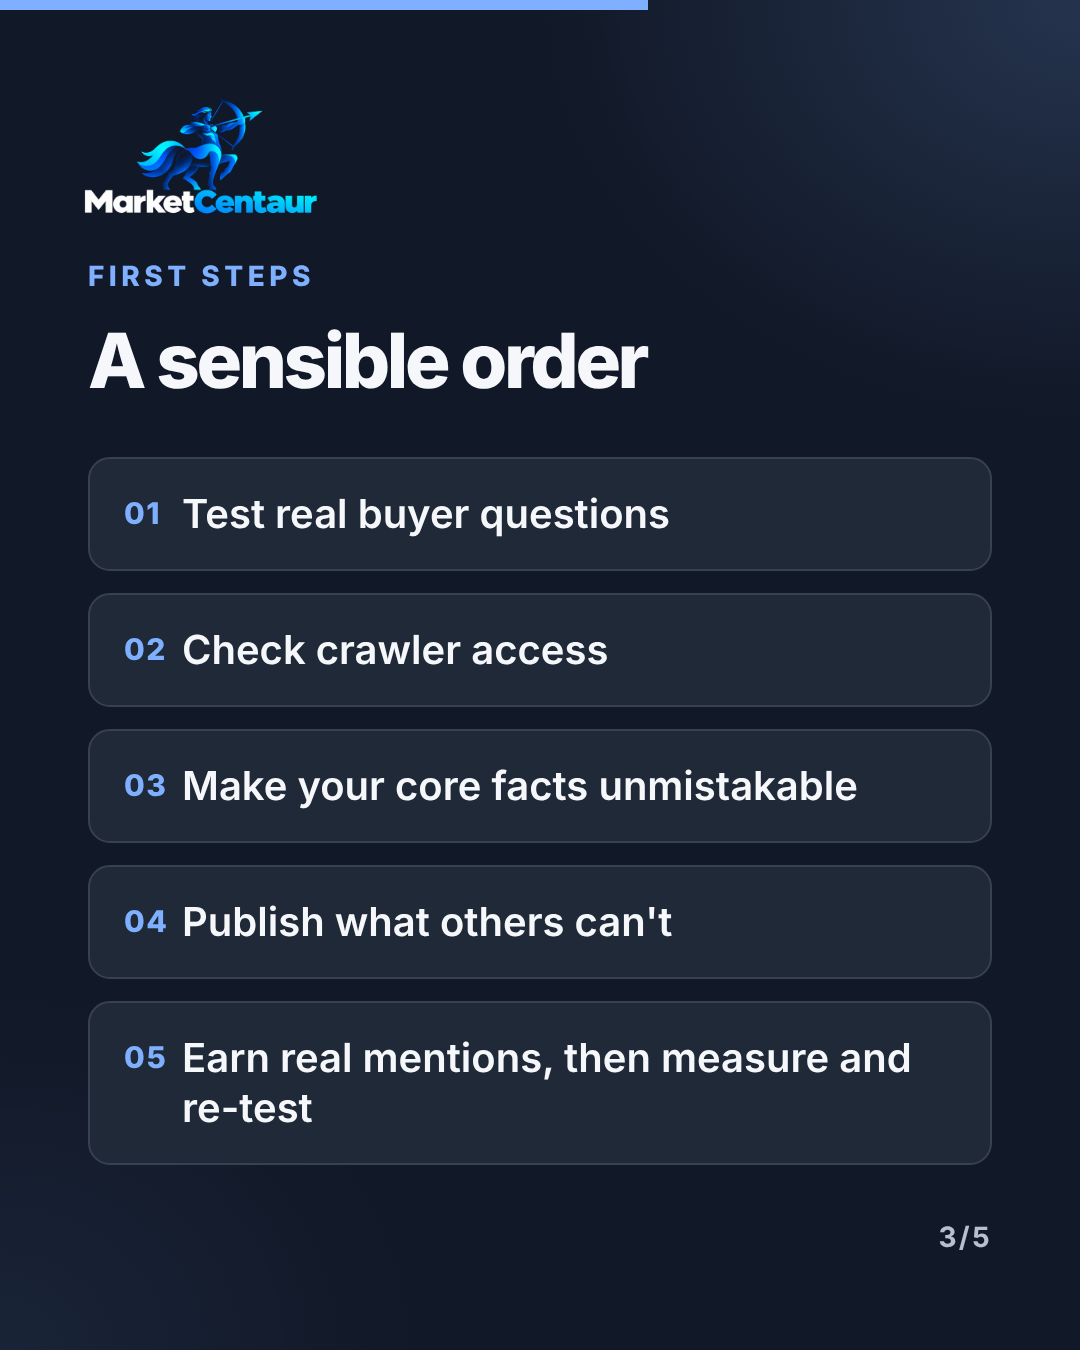 MarketCentaur
FIRST STEPS
A sensible order
01 Test real buyer questions
02 Check crawler access
03 Make your core facts unmistakable
04 Publish what others can't
05 Earn real mentions, then measure and
re-test
3/5